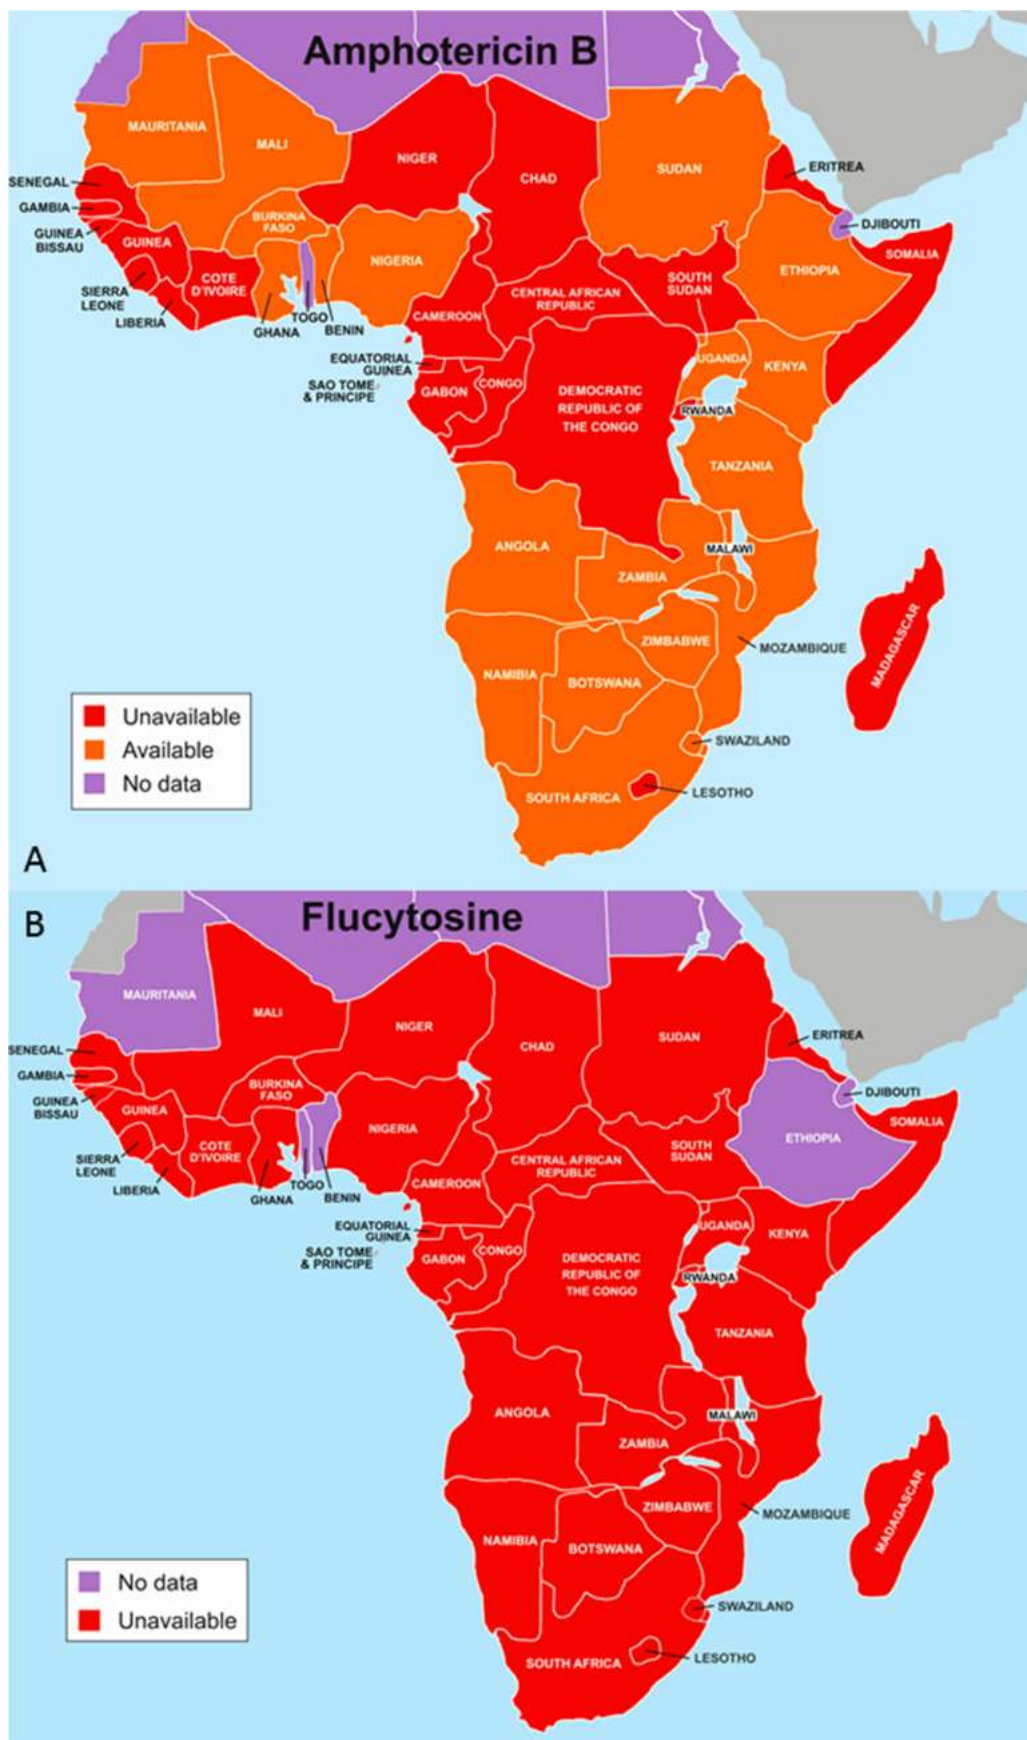 Amphotericin B
MAURITANIA
MALI
NIGER
CHAD
SUDAN
ERITREA
SENEGAL
GAMBIA
GUINEA
BISSAU
GUINEA
BURKINA
FASO
NIGERIA
DJIBOUTI
SOMALIA
ETHIOPIA
SOUTH
SUDAN
SIERRA
LEONE
COTE
D'IVOIRE
LIBERIA
GHANA
TOGO
BENIN
CAMEROON
CENTRAL AFRICAN
REPUBLIC
EQUATORIAL
GUINEA
SAO TOME
& PRINCIPE
GABON
CONGO
DEMOCRATIC
REPUBLIC OF
THE CONGO
UGANDA
KENYA
RWANDA
TANZANIA
ANGOLA
ZAMBIA
MALAWI
MOZAMBIQUE
ZIMBABWE
NAMIBIA
BOTSWANA
MADAGASCAR
SWAZILAND
SOUTH AFRICA
LESOTHO
Unavailable
Available
No data
A
B
Flucytosine
MAURITANIA
MALI
NIGER
CHAD
SUDAN
ERITREA
SENEGAL
GAMBIA
GUINEA
BISSAU
GUINEA
BURKINA
FASO
NIGERIA
DJIBOUTI
SOMALIA
ETHIOPIA
SOUTH
SUDAN
SIERRA
LEONE
COTE
D'IVOIRE
LIBERIA
GHANA
TOGO
BENIN
CAMEROON
CENTRAL AFRICAN
REPUBLIC
EQUATORIAL
GUINEA
SAO TOME
& PRINCIPE
GABON
CONGO
DEMOCRATIC
REPUBLIC OF
THE CONGO
UGANDA
KENYA
RWANDA
TANZANIA
ANGOLA
ZAMBIA
MALAWI
MOZAMBIQUE
ZIMBABWE
NAMIBIA
BOTSWANA
MADAGASCAR
SWAZILAND
SOUTH AFRICA
LESOTHO
No data
Unavailable